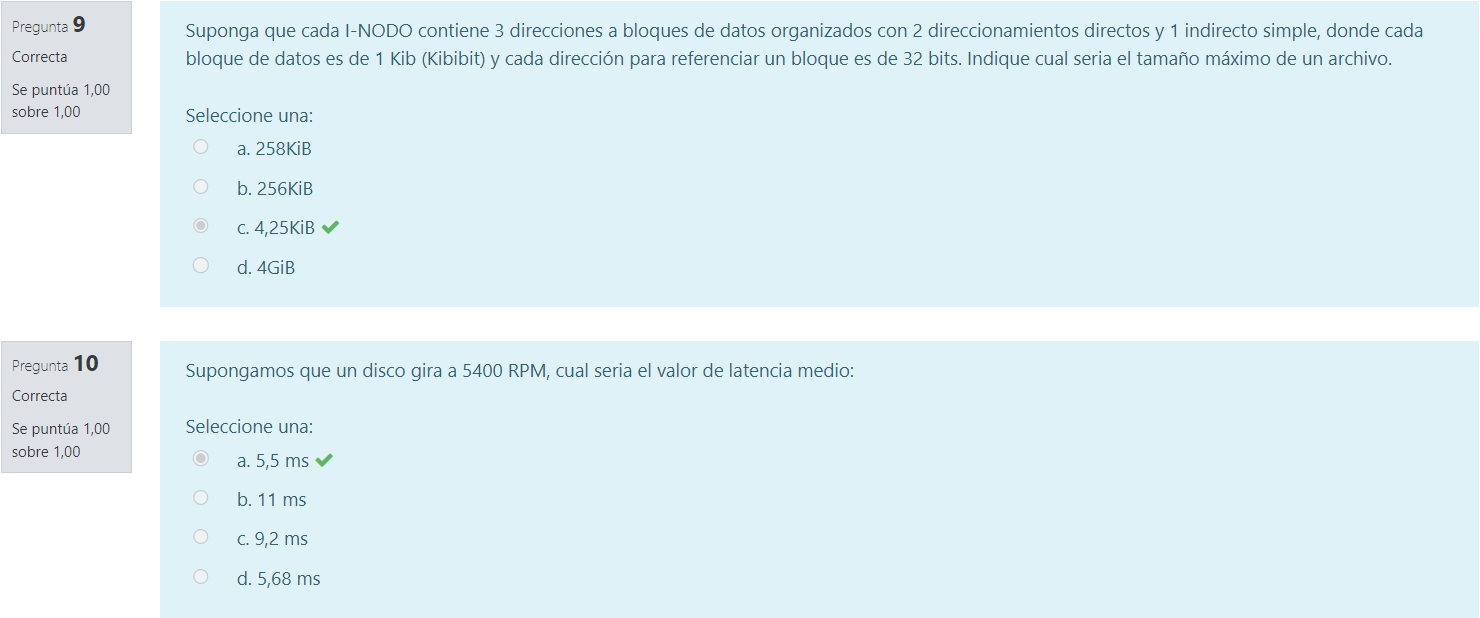 Pregunta 9
Correcta
Se puntúa 1,00
sobre 1,00
Suponga que cada I-NODO contiene 3 direcciones a bloques de datos organizados con 2 direccionamientos directos y 1 indirecto simple, donde cada
bloque de datos es de 1 Kib (Kibibit) y cada dirección para referenciar un bloque es de 32 bits. Indique cual seria el tamaño máximo de un archivo.
Seleccione una:
a. 258KiB
b. 256KiB
c. 4,25KiB
d. 4GiB
Pregunta 10
Correcta
Se puntúa 1,00
sobre 1,00
Supongamos que un disco gira a 5400 RPM, cual seria el valor de latencia medio:
Seleccione una:
a. 5,5 ms
b. 11 ms
c. 9,2 ms
d. 5,68 ms